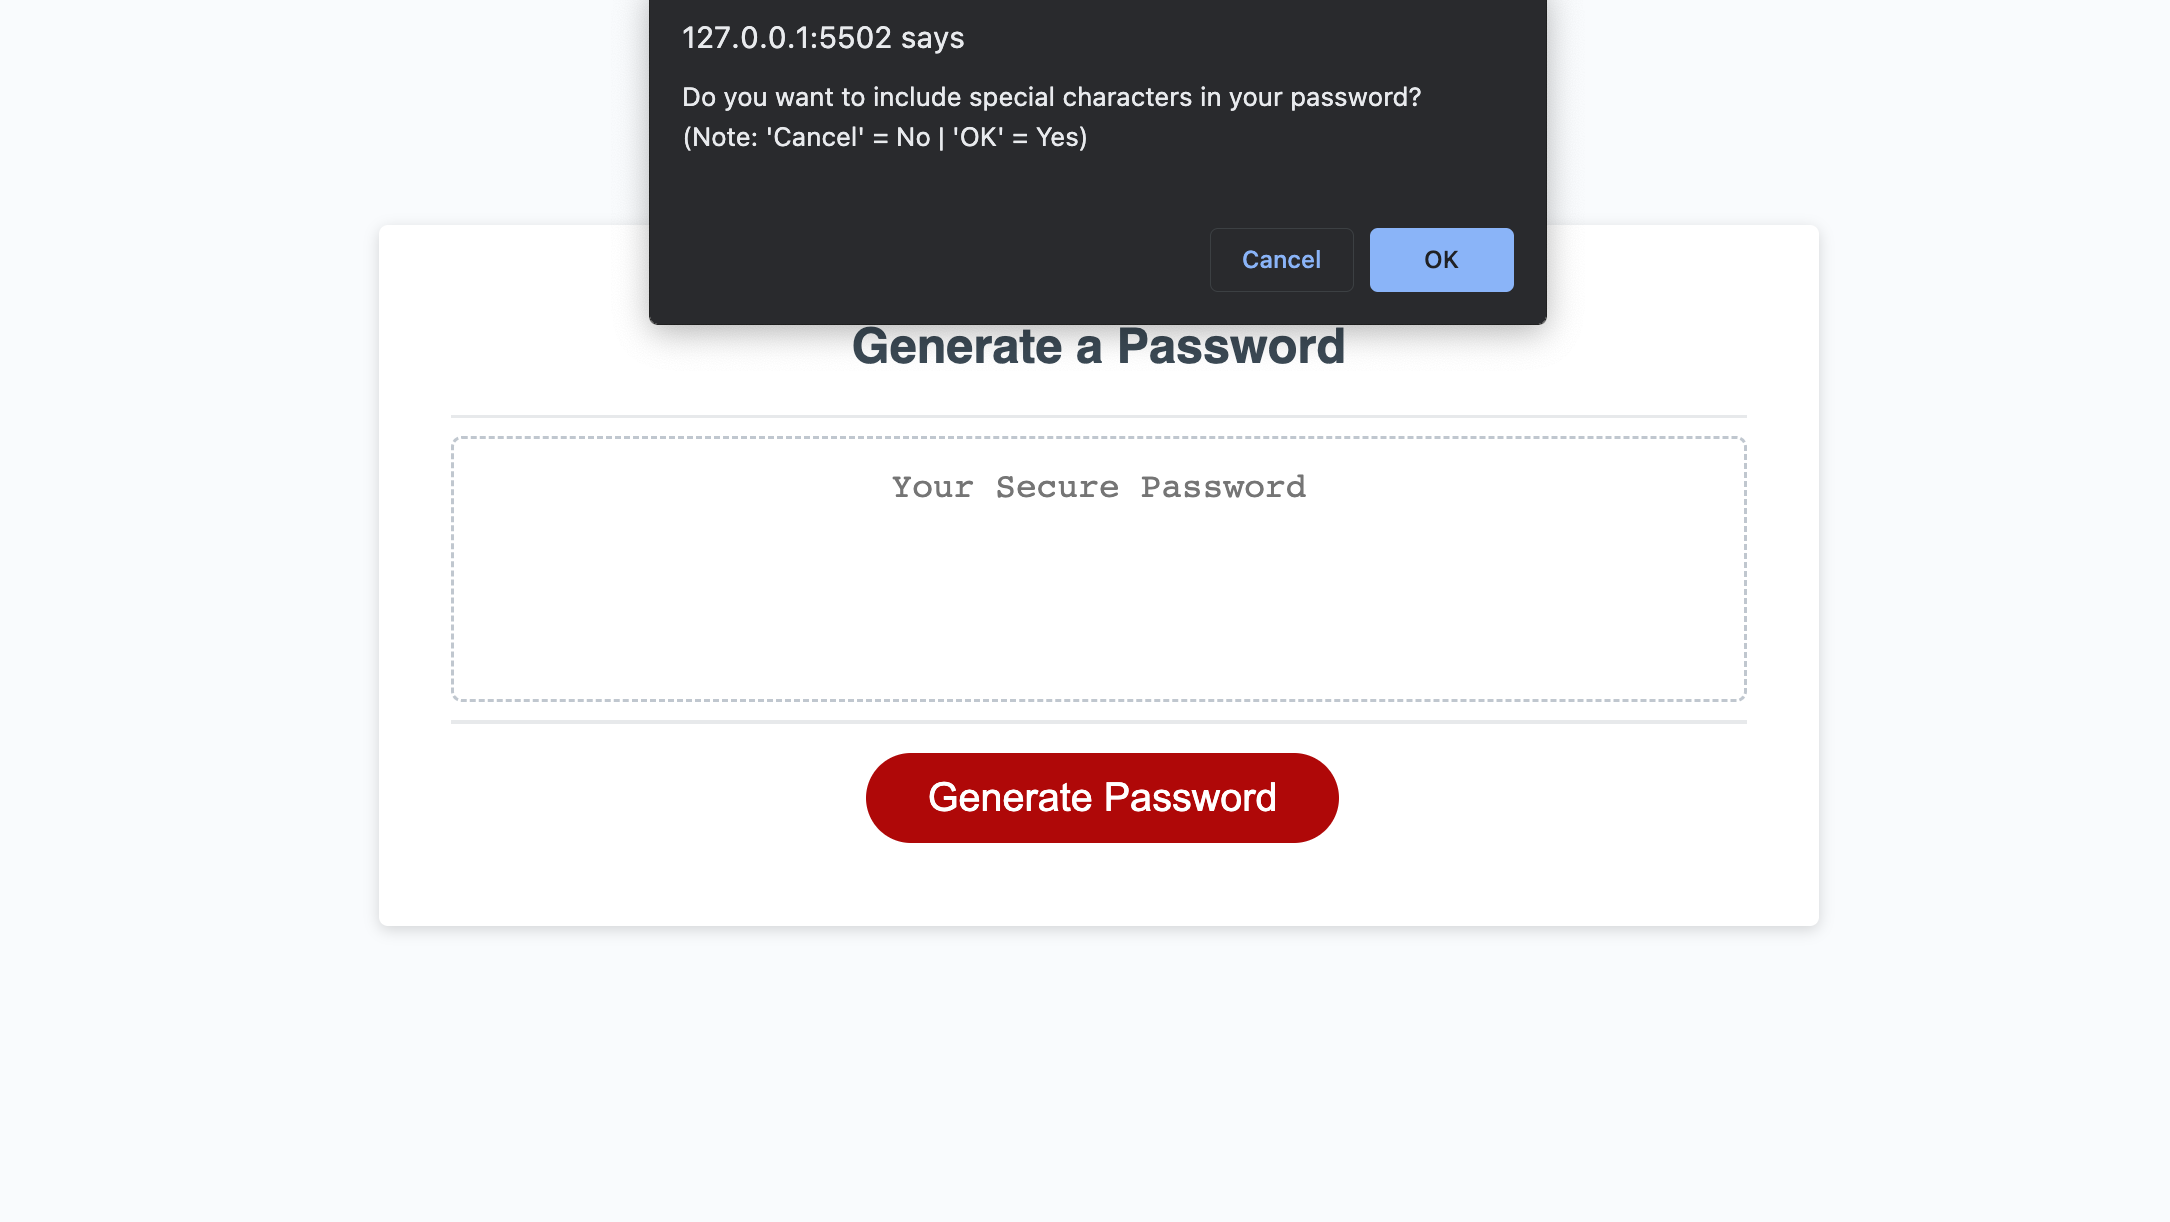 127.0.0.1:5502 says
Do you want to include special characters in your password?
(Note: 'Cancel' = No | 'OK' = Yes)
Cancel
OK
Generate a Password
Your Secure Password
Generate Password